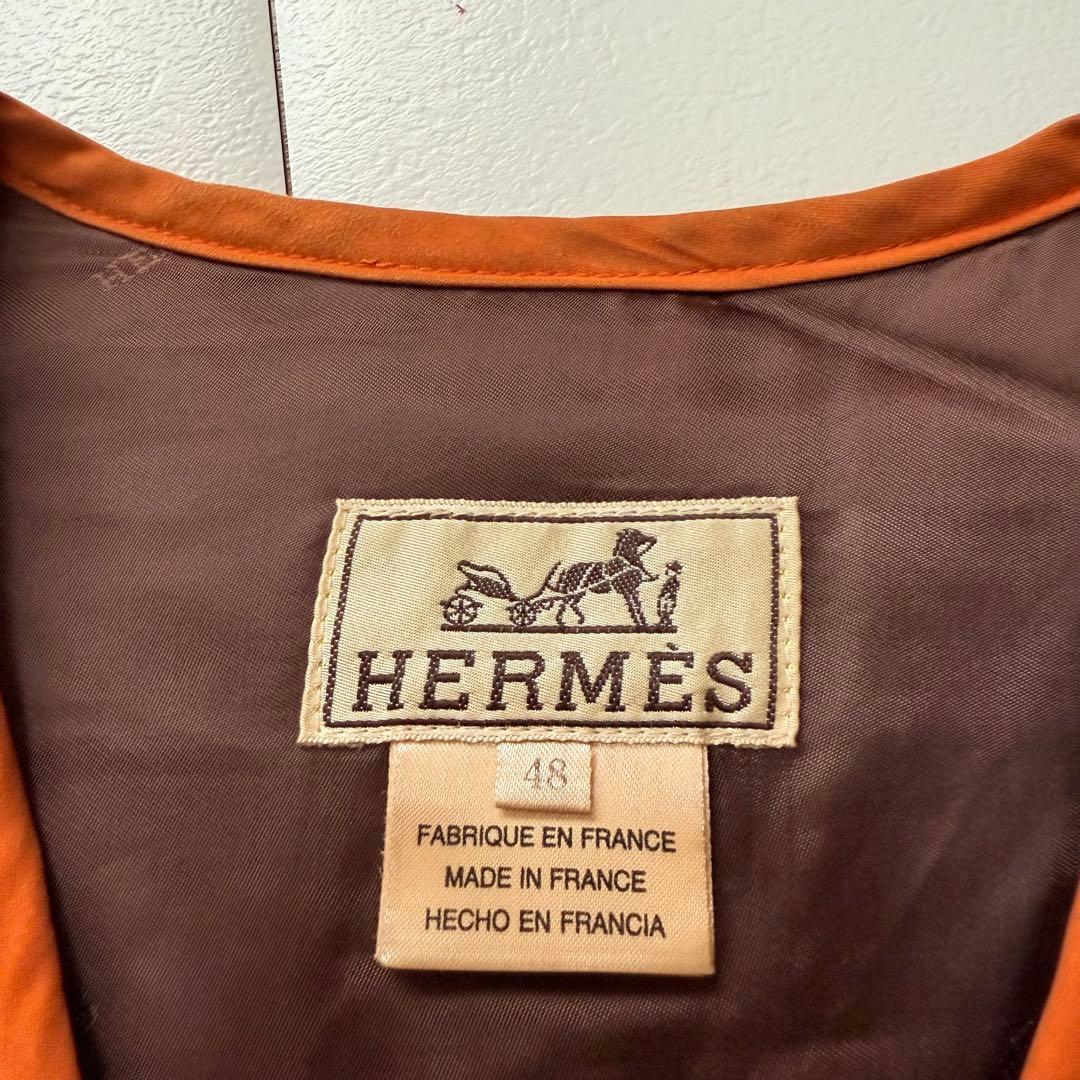 HERMÈS
48
FABRIQUE EN FRANCE
MADE IN FRANCE
HECHO EN FRANCIA